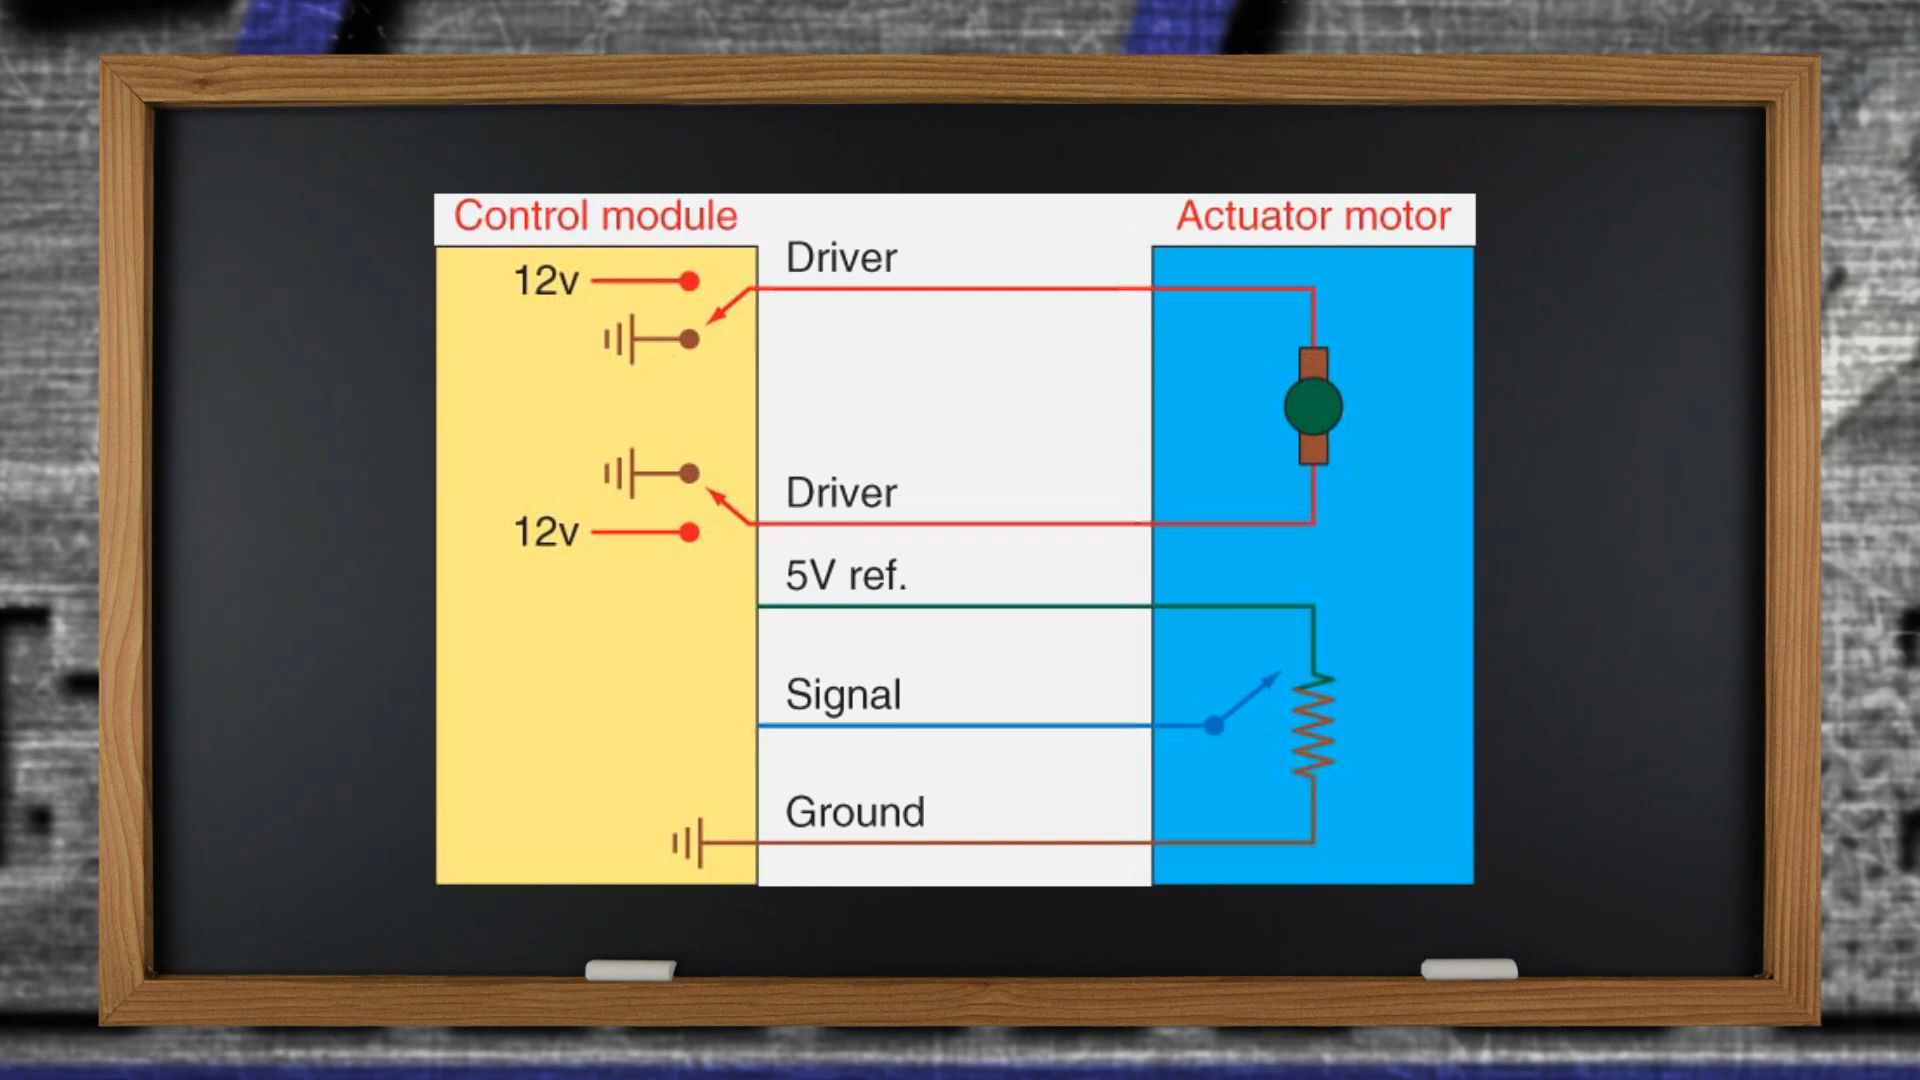 Control module
Actuator motor
Driver
12v
Driver
12v
5V ref.
Signal
Ground